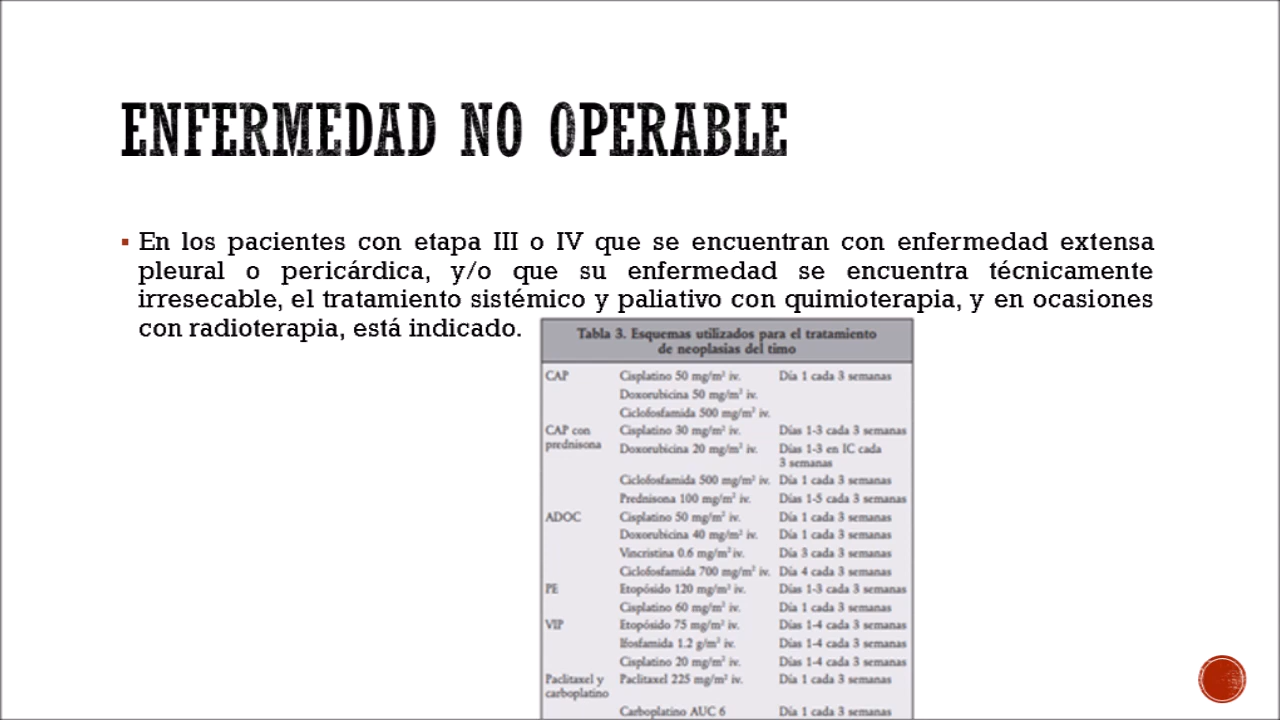 ENFERMEDAD NO OPERABLE
▪ En los pacientes con etapa III o IV que se encuentran con enfermedad extensa
pleural o pericárdica, y/o que su enfermedad se encuentra técnicamente
irresecable, el tratamiento sistémico y paliativo con quimioterapia, y en ocasiones
con radioterapia, está indicado.
Tabla 3. Esquemas utilizados para el tratamiento
de neoplasias del timo
CAP Cisplatino 50 mg/m² iv. Día 1 cada 3 semanas
Doxorubicina 50 mg/m² iv.
Ciclofosfamida 500 mg/m² iv.
CAP con Cisplatino 30 mg/m² iv. Días 1-3 cada 3 semanas
prednisona Doxorubicina 20 mg/m² iv. Días 1-3 en IC cada
3 semanas
Ciclofosfamida 500 mg/m² iv. Día 1 cada 3 semanas
Prednisona 100 mg/m² iv. Días 1-5 cada 3 semanas
ADOC Cisplatino 50 mg/m² iv. Día 1 cada 3 semanas
Doxorubicina 40 mg/m² iv. Día 1 cada 3 semanas
Vincristina 0.6 mg/m² iv. Día 3 cada 3 semanas
Ciclofosfamida 700 mg/m² iv. Día 4 cada 3 semanas
PE Etopósido 120 mg/m² iv. Días 1-3 cada 3 semanas
Cisplatino 60 mg/m² iv. Día 1 cada 3 semanas
VIP Etopósido 75 mg/m² iv. Días 1-4 cada 3 semanas
Ifosfamida 1.2 g/m² iv. Días 1-4 cada 3 semanas
Cisplatino 20 mg/m² iv. Días 1-4 cada 3 semanas
Paclitaxel y Paclitaxel 225 mg/m² iv. Día 1 cada 3 semanas
carboplatino
Carboplatino AUC 6 Día 1 cada 3 semanas